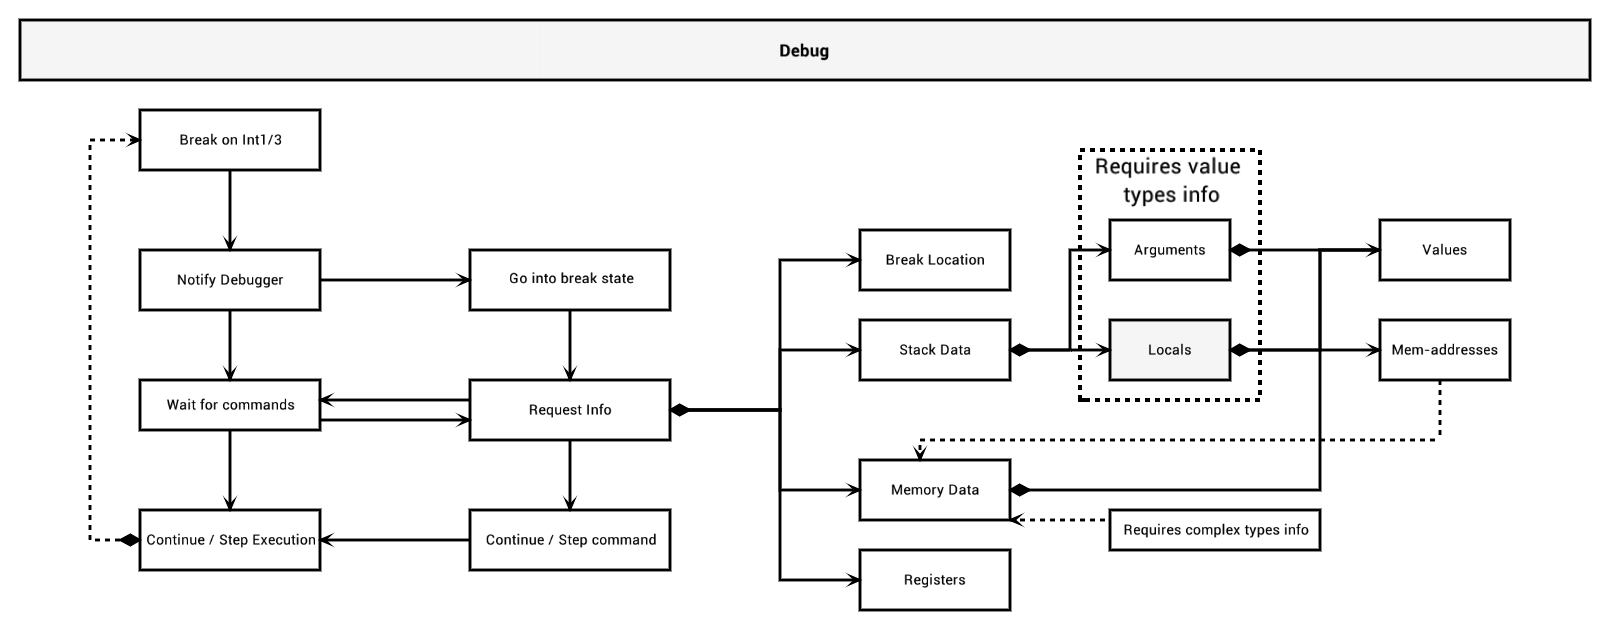 Debug
Break on Int1/3
Requires value
types info
Notify Debugger
Go into break state
Break Location
Arguments
Values
Stack Data
Locals
Mem-addresses
Wait for commands
Request Info
Memory Data
Requires complex types info
Continue / Step Execution
Continue / Step command
Registers